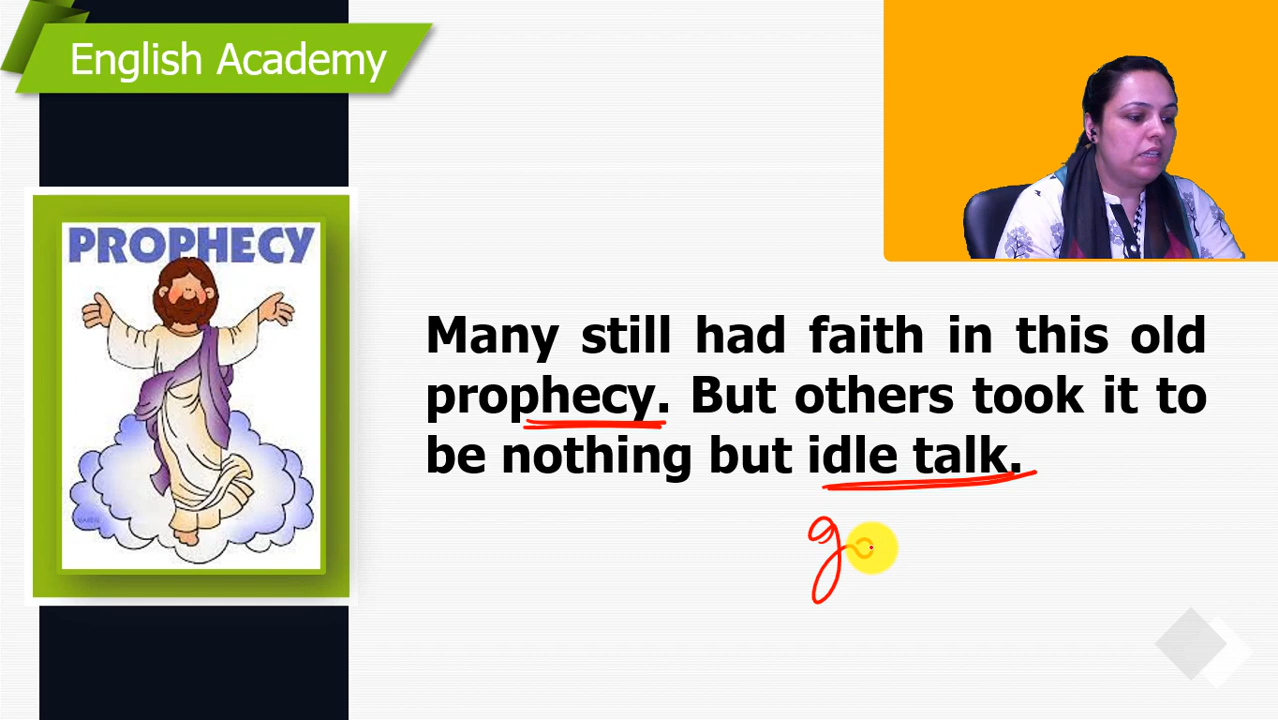 English Academy
PROPHECY
Many still had faith in this old
prophecy. But others took it to
be nothing but idle talk.
go